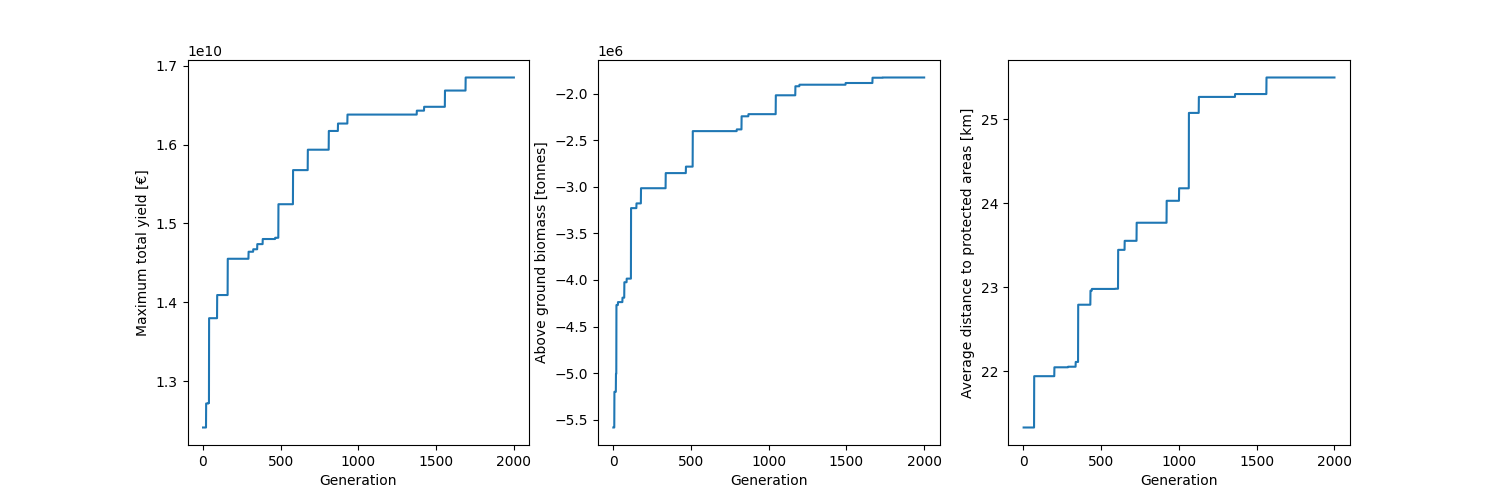 1e10
1.7
1.6
1.5
1.4
1.3
Maximum total yield [€]
0 500 1000 1500 2000
Generation
1e6
−2.0
−2.5
−3.0
−3.5
−4.0
−4.5
−5.0
−5.5
Above ground biomass [tonnes]
0 500 1000 1500 2000
Generation
25
24
23
22
Average distance to protected areas [km]
0 500 1000 1500 2000
Generation